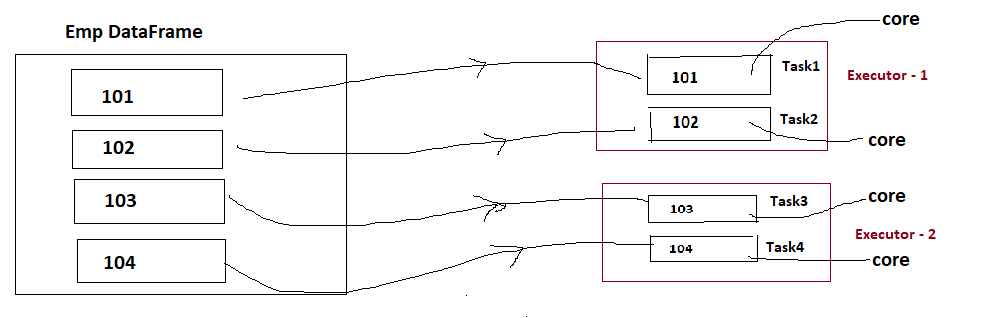 Emp DataFrame
101
102
103
104
core
101
Task1
Executor - 1
102
Task2
core
103
Task3
core
Executor - 2
104
Task4
core